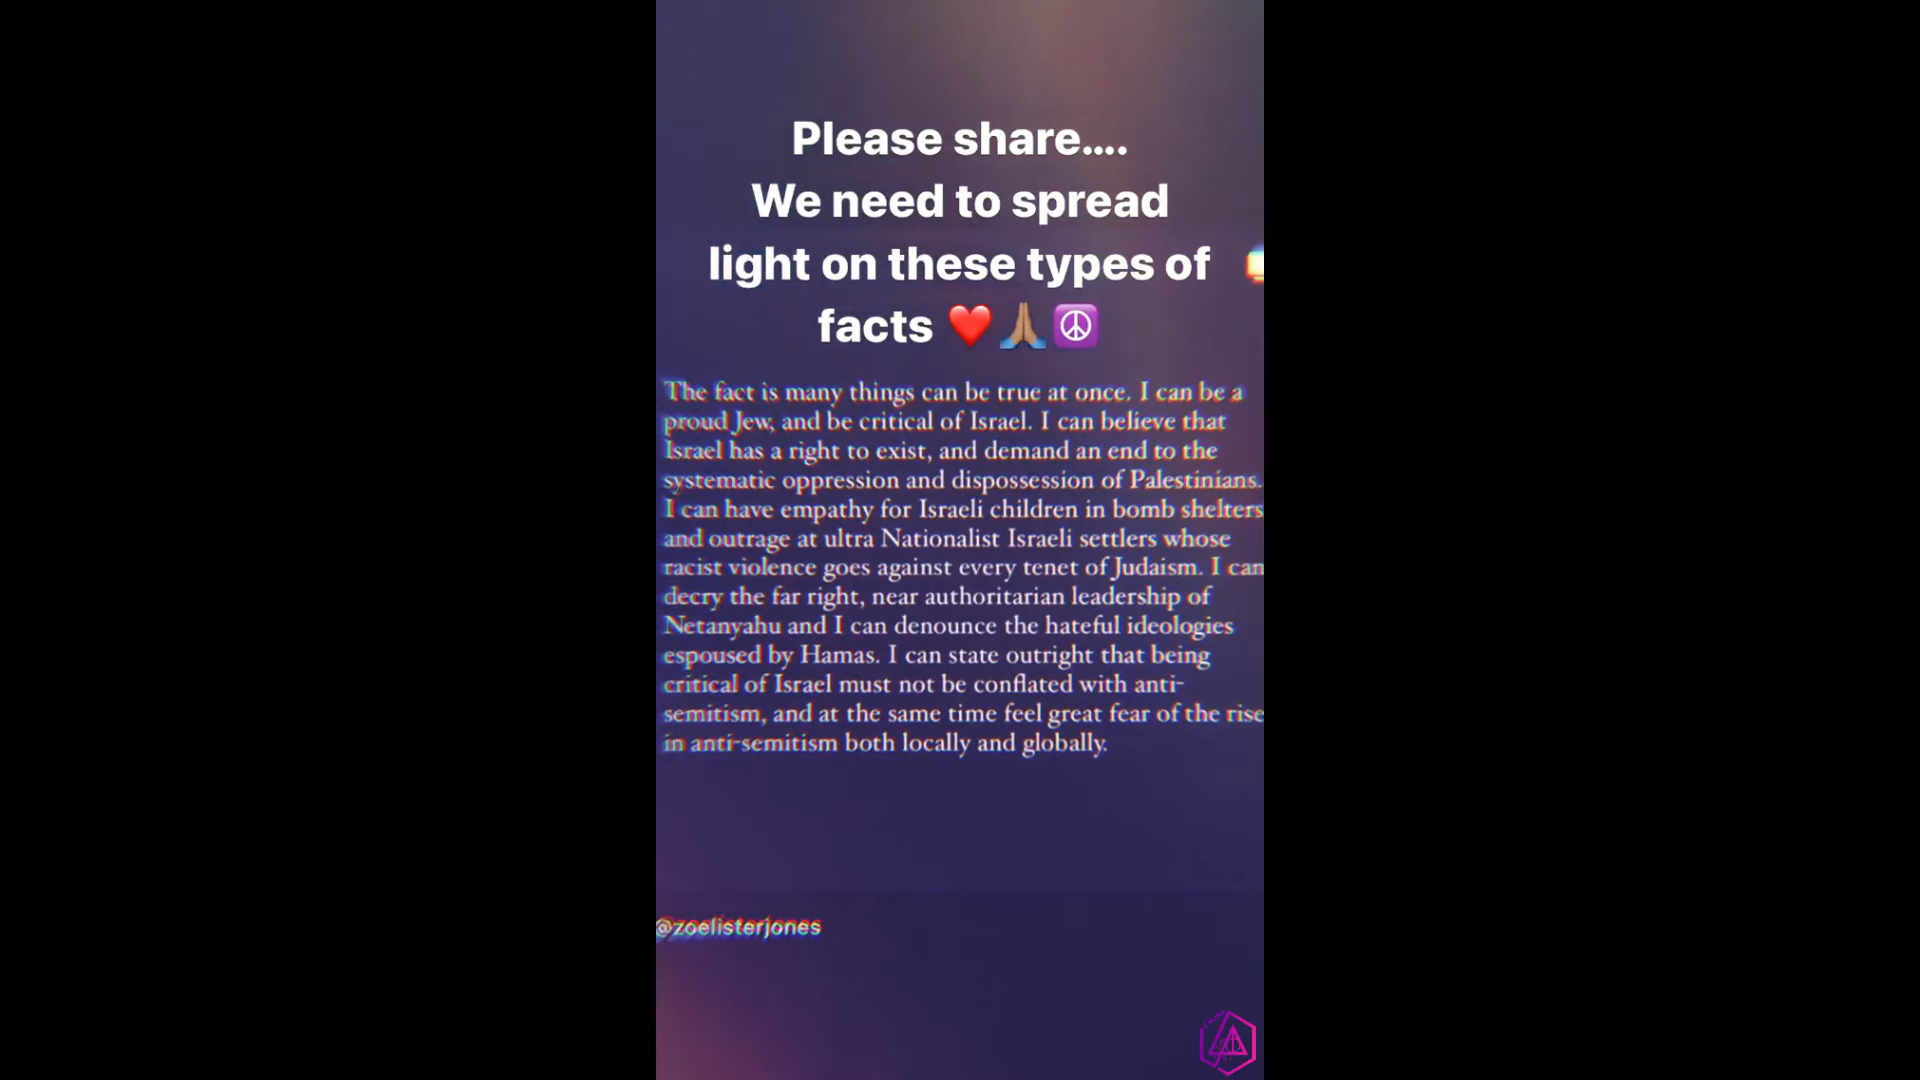 Please share....
We need to spread
light on these types of
facts ❤️🙏🏽☮️
The fact is many things can be true at once. I can be a
proud Jew, and be critical of Israel. I can believe that
Israel has a right to exist, and demand an end to the
systematic oppression and dispossession of Palestinians.
I can have empathy for Israeli children in bomb shelters
and outrage at ultra Nationalist Israeli settlers whose
racist violence goes against every tenet of Judaism. I can
decry the far right, near authoritarian leadership of
Netanyahu and I can denounce the hateful ideologies
espoused by Hamas. I can state outright that being
critical of Israel must not be conflated with anti-
semitism, and at the same time feel great fear of the rise
in anti-semitism both locally and globally.
@zoelisterjones